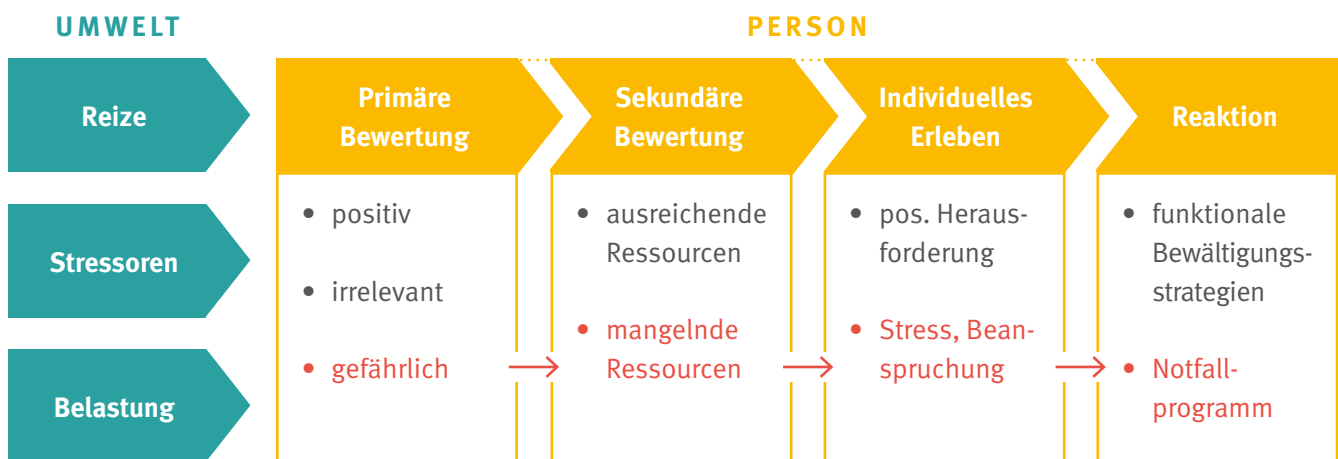 UMWELT
PERSON
Reize
Stressoren
Belastung
Primäre
Bewertung
• positiv
• irrelevant
• gefährlich
Sekundäre
Bewertung
• ausreichende
Ressourcen
• mangelnde
Ressourcen
Individuelles
Erleben
• pos. Heraus-
forderung
• Stress, Bean-
spruchung
Reaktion
• funktionale
Bewältigungs-
strategien
• Notfall-
programm